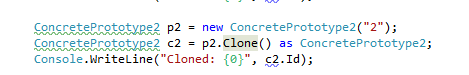 ConcretePrototype2 p2 = new ConcretePrototype2("2");
ConcretePrototype2 c2 = p2.Clone() as ConcretePrototype2;
Console.WriteLine("Cloned: {0}", c2.Id);